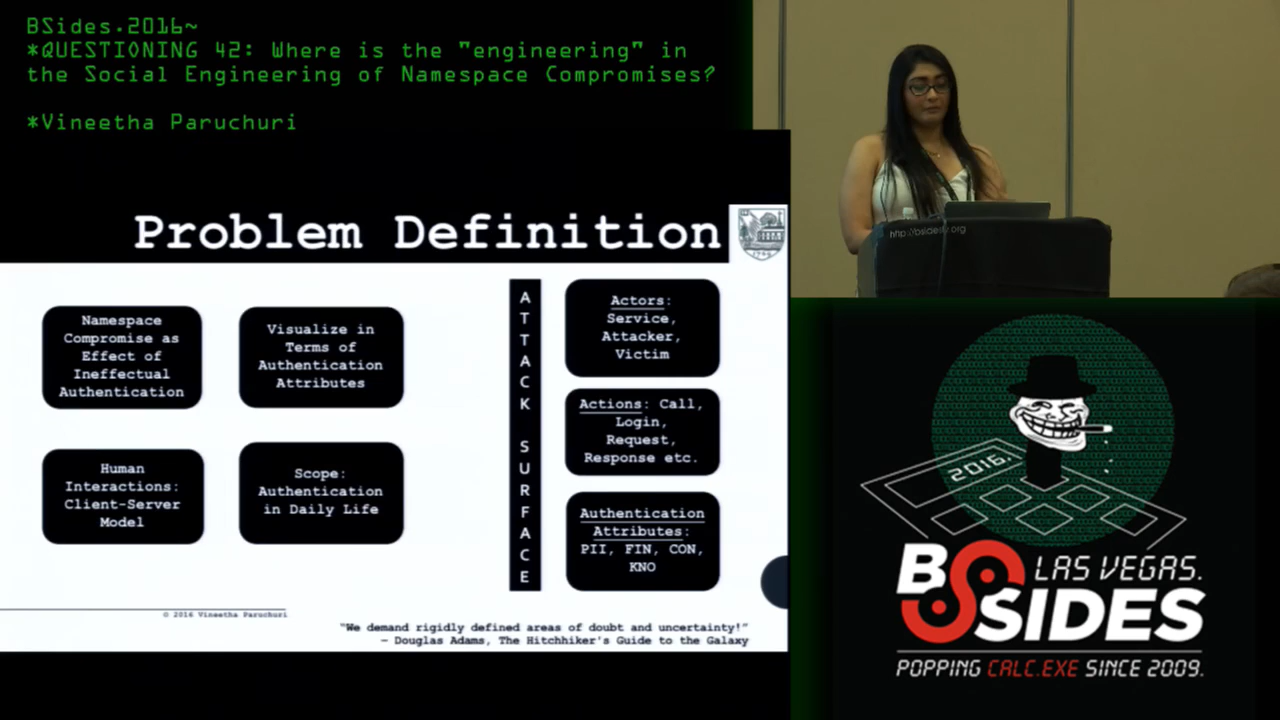 BSides.2016~
*QUESTIONING 42: Where is the "engineering" in
the Social Engineering of Namespace Compromises?
*Vineetha Paruchuri
Problem Definition
Namespace
Compromise as
Effect of
Ineffectual
Authentication
Visualize in
Terms of
Authentication
Attributes
Human
Interactions:
Client-Server
Model
Scope:
Authentication
in Daily Life
ATTACK SURFACE
Actors:
Service,
Attacker,
Victim
Actions: Call,
Login,
Request,
Response etc.
Authentication
Attributes:
PII, FIN, CON,
KNO
© 2016 Vineetha Paruchuri
"We demand rigidly defined areas of doubt and uncertainty!"
— Douglas Adams, The Hitchhiker's Guide to the Galaxy
2016.
BSIDES
LAS VEGAS.
POPPING CALC.EXE SINCE 2009.